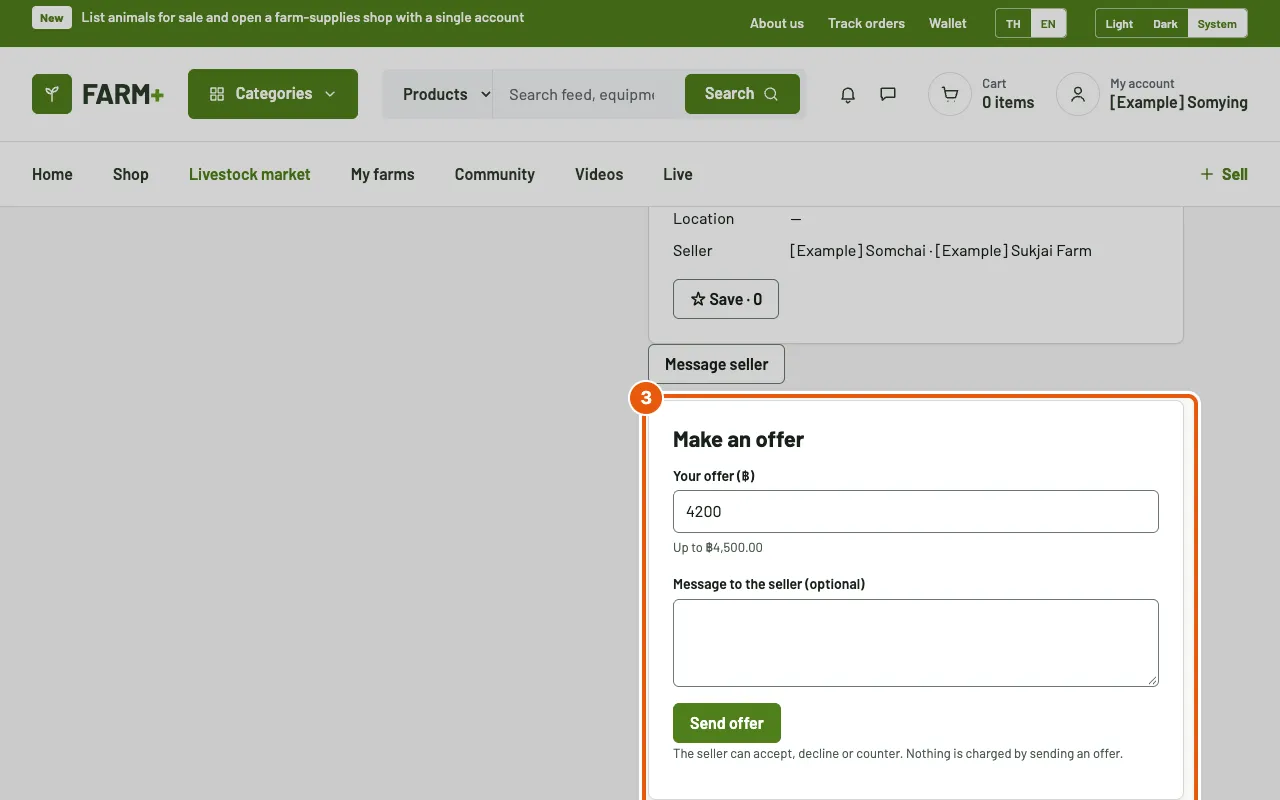 New List animals for sale and open a farm-supplies shop with a single account
About us Track orders Wallet TH EN Light Dark System
FARM+ Categories Products Search feed, equipme Search Cart 0 items My account [Example] Somying
Home Shop Livestock market My farms Community Videos Live + Sell
Location —
Seller [Example] Somchai · [Example] Sukjai Farm
☆ Save · 0
Message seller
3
Make an offer
Your offer (฿)
4200
Up to ฿4,500.00
Message to the seller (optional)
Send offer
The seller can accept, decline or counter. Nothing is charged by sending an offer.